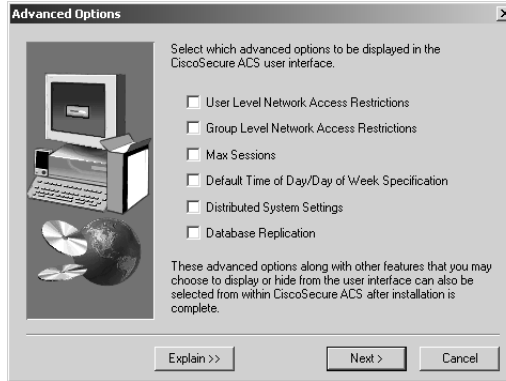 Advanced Options
Select which advanced options to be displayed in the
CiscoSecure ACS user interface.
User Level Network Access Restrictions
Group Level Network Access Restrictions
Max Sessions
Default Time of Day/Day of Week Specification
Distributed System Settings
Database Replication
These advanced options along with other features that you may
choose to display or hide from the user interface can also be
selected from within CiscoSecure ACS after installation is
complete.
Explain >>
Next >
Cancel